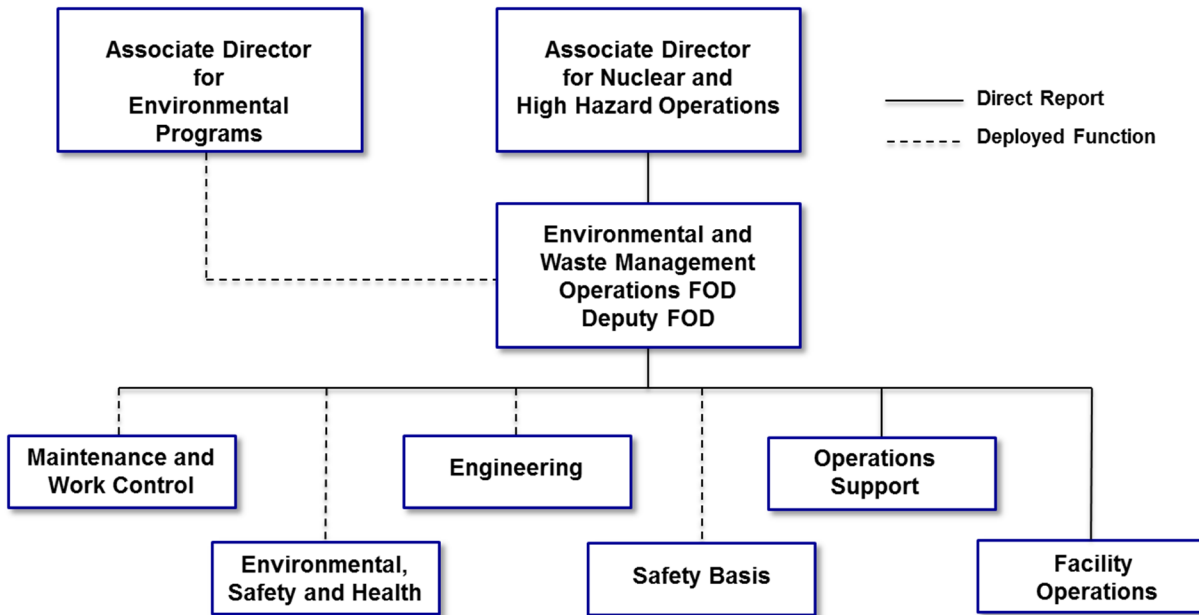 Associate Director
for
Environmental
Programs
Associate Director
for Nuclear and
High Hazard Operations
Direct Report
Deployed Function
Environmental and
Waste Management
Operations FOD
Deputy FOD
Maintenance and
Work Control
Engineering
Operations
Support
Environmental,
Safety and Health
Safety Basis
Facility
Operations